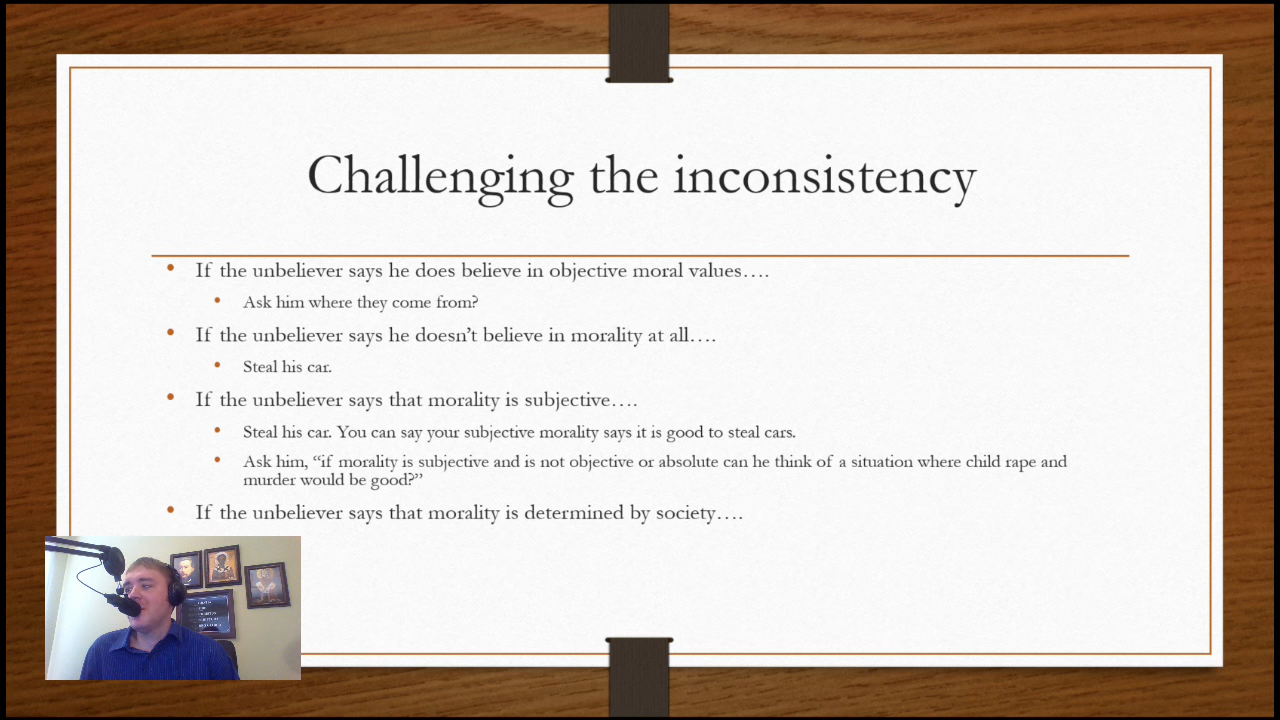 Challenging the inconsistency
If the unbeliever says he does believe in objective moral values….
Ask him where they come from?
If the unbeliever says he doesn’t believe in morality at all….
Steal his car.
If the unbeliever says that morality is subjective….
Steal his car. You can say your subjective morality says it is good to steal cars.
Ask him, “if morality is subjective and is not objective or absolute can he think of a situation where child rape and
murder would be good?”
If the unbeliever says that morality is determined by society….